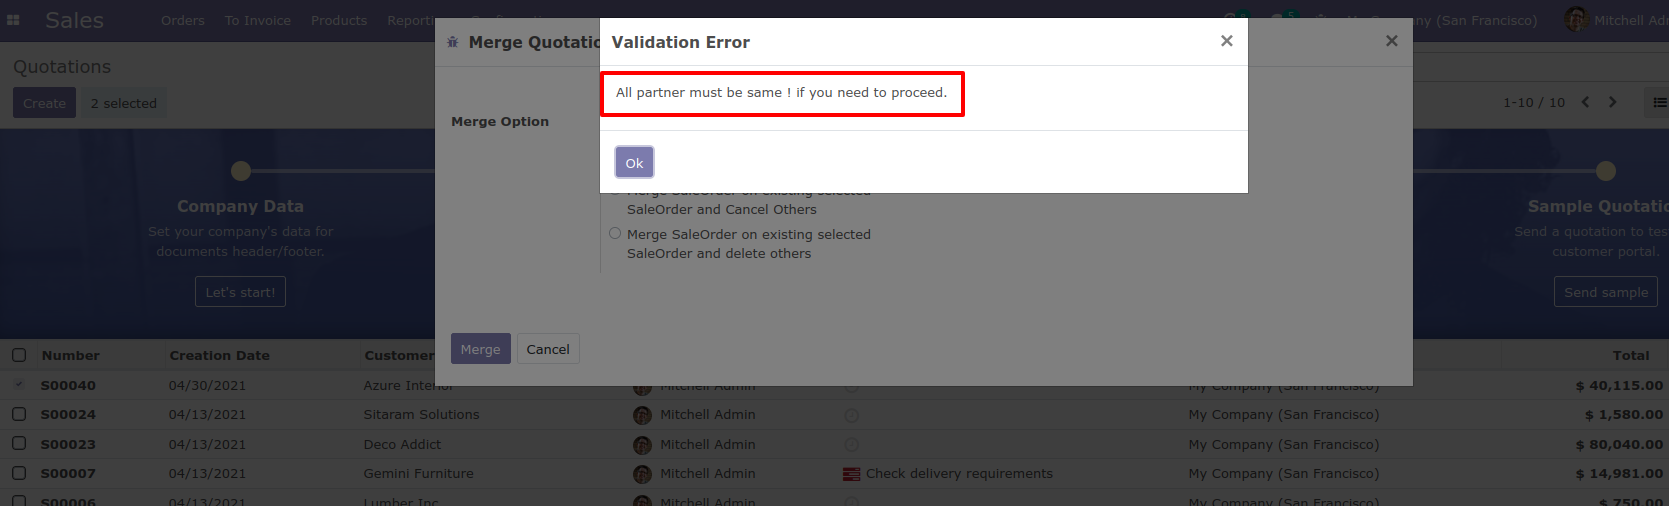 Sales Orders To Invoice Products 5 (San Francisco) Mitchell Adm
Merge Quotatio
Validation Error
Quotations
Create 2 selected
All partner must be same ! if you need to proceed.
1-10 / 10
Merge Option
Ok
Merge SaleOrder on existing selected
SaleOrder and Cancel Others
Merge SaleOrder on existing selected
SaleOrder and delete others
Company Data
Set your company's data for
documents header/footer.
Let's start!
Sample Quotatio
Send a quotation to tes
customer portal.
Send sample
Merge Cancel
Number Creation Date Customer Total
S00040 04/30/2021 Azure Interior Mitchell Admin My Company (San Francisco) $ 40,115.00
S00024 04/13/2021 Sitaram Solutions Mitchell Admin My Company (San Francisco) $ 1,580.00
S00023 04/13/2021 Deco Addict Mitchell Admin My Company (San Francisco) $ 80,040.00
S00007 04/13/2021 Gemini Furniture Mitchell Admin Check delivery requirements My Company (San Francisco) $ 14,981.00
S00006 04/13/2021 Lumber Inc Mitchell Admin My Company (San Francisco) $ 750.00